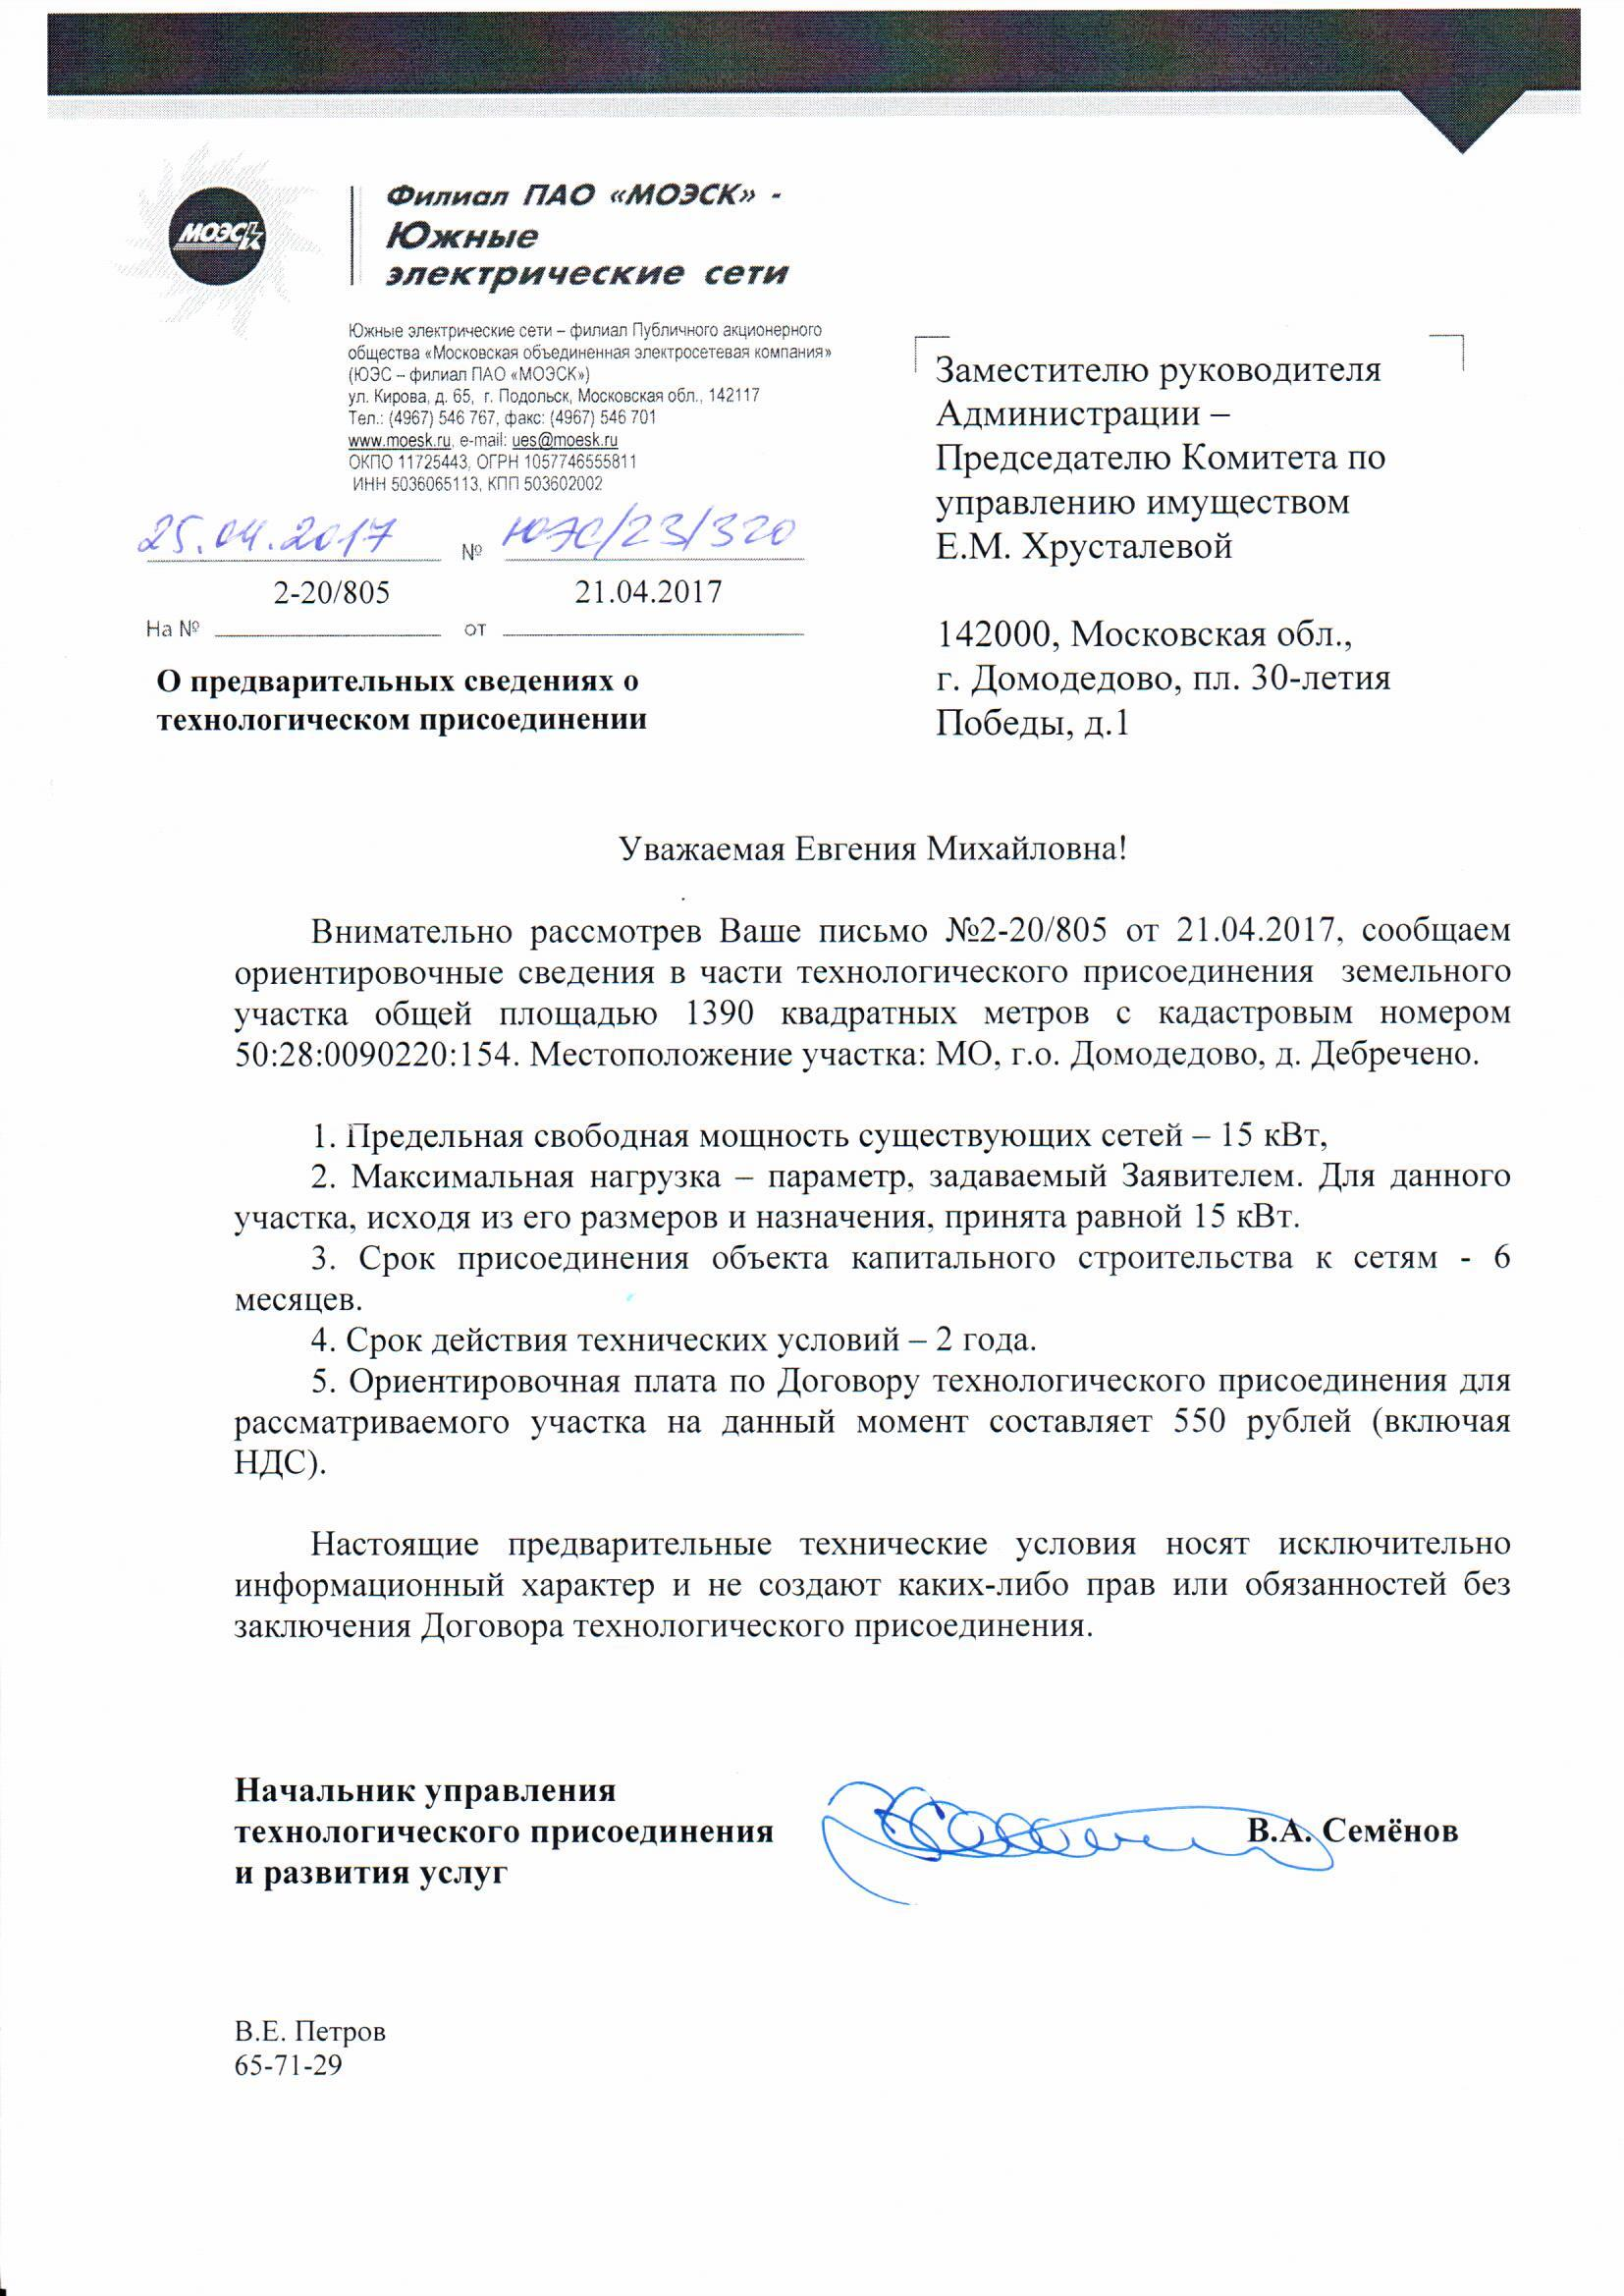 МОЭСК
Филиал ПАО «МОЭСК» -
Южные
электрические сети
Южные электрические сети – филиал Публичного акционерного
общества «Московская объединенная электросетевая компания»
(ЮЭС – филиал ПАО «МОЭСК»)
ул. Кирова, д. 65, г. Подольск, Московская обл., 142117
Тел.: (4967) 546 767, факс: (4967) 546 701
www.moesk.ru, e-mail: ues@moesk.ru
ОКПО 11725443, ОГРН 1057746555811
ИНН 5036065113, КПП 503602002
25.04.2017 № ЮЭС/23/320
2-20/805 21.04.2017
На № от
О предварительных сведениях о
технологическом присоединении
Заместителю руководителя
Администрации –
Председателю Комитета по
управлению имуществом
Е.М. Хрусталевой
142000, Московская обл.,
г. Домодедово, пл. 30-летия
Победы, д.1
Уважаемая Евгения Михайловна!
Внимательно рассмотрев Ваше письмо №2-20/805 от 21.04.2017, сообщаем
ориентировочные сведения в части технологического присоединения земельного
участка общей площадью 1390 квадратных метров с кадастровым номером
50:28:0090220:154. Местоположение участка: МО, г.о. Домодедово, д. Дебречено.
1. Предельная свободная мощность существующих сетей – 15 кВт,
2. Максимальная нагрузка – параметр, задаваемый Заявителем. Для данного
участка, исходя из его размеров и назначения, принята равной 15 кВт.
3. Срок присоединения объекта капитального строительства к сетям - 6
месяцев.
4. Срок действия технических условий – 2 года.
5. Ориентировочная плата по Договору технологического присоединения для
рассматриваемого участка на данный момент составляет 550 рублей (включая
НДС).
Настоящие предварительные технические условия носят исключительно
информационный характер и не создают каких-либо прав или обязанностей без
заключения Договора технологического присоединения.
Начальник управления
технологического присоединения
и развития услуг
В.А. Семёнов
В.Е. Петров
65-71-29